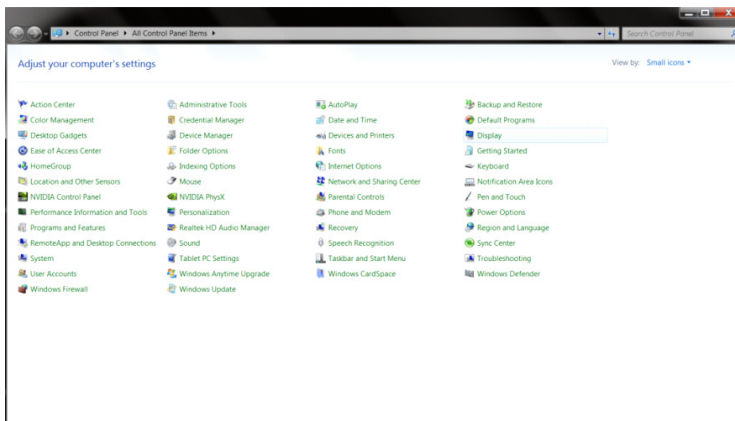 Control Panel ▸ All Control Panel Items ▸ Search Control Panel
Adjust your computer's settings View by: Small icons
Action Center Administrative Tools AutoPlay Backup and Restore
Color Management Credential Manager Date and Time Default Programs
Desktop Gadgets Device Manager Devices and Printers Display
Ease of Access Center Folder Options Fonts Getting Started
HomeGroup Indexing Options Internet Options Keyboard
Location and Other Sensors Mouse Network and Sharing Center Notification Area Icons
NVIDIA Control Panel NVIDIA PhysX Parental Controls Pen and Touch
Performance Information and Tools Personalization Phone and Modem Power Options
Programs and Features Realtek HD Audio Manager Recovery Region and Language
RemoteApp and Desktop Connections Sound Speech Recognition Sync Center
System Tablet PC Settings Taskbar and Start Menu Troubleshooting
User Accounts Windows Anytime Upgrade Windows CardSpace Windows Defender
Windows Firewall Windows Update